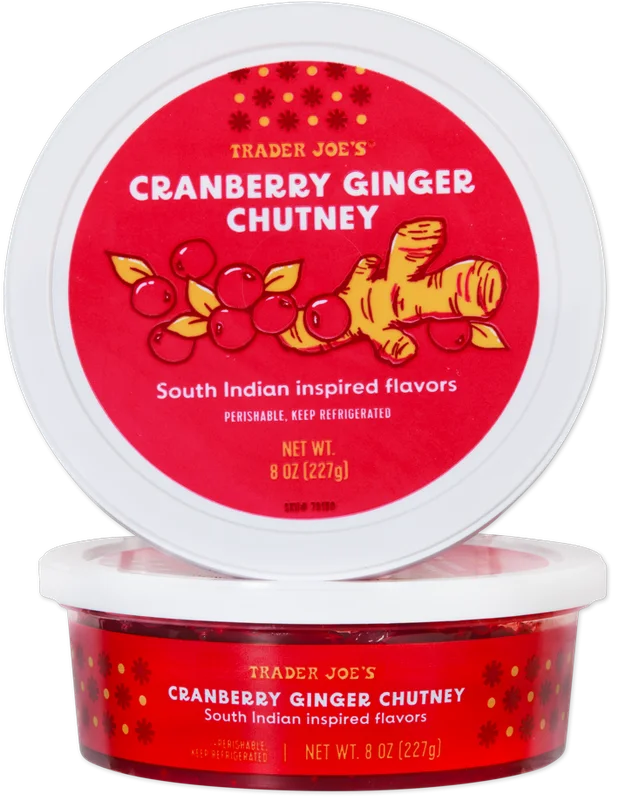 TRADER JOE'S
CRANBERRY GINGER
CHUTNEY
South Indian inspired flavors
PERISHABLE, KEEP REFRIGERATED
NET WT.
8 OZ (227g)
TRADER JOE'S
CRANBERRY GINGER CHUTNEY
South Indian inspired flavors
PERISHABLE,
KEEP REFRIGERATED | NET WT. 8 OZ (227g)